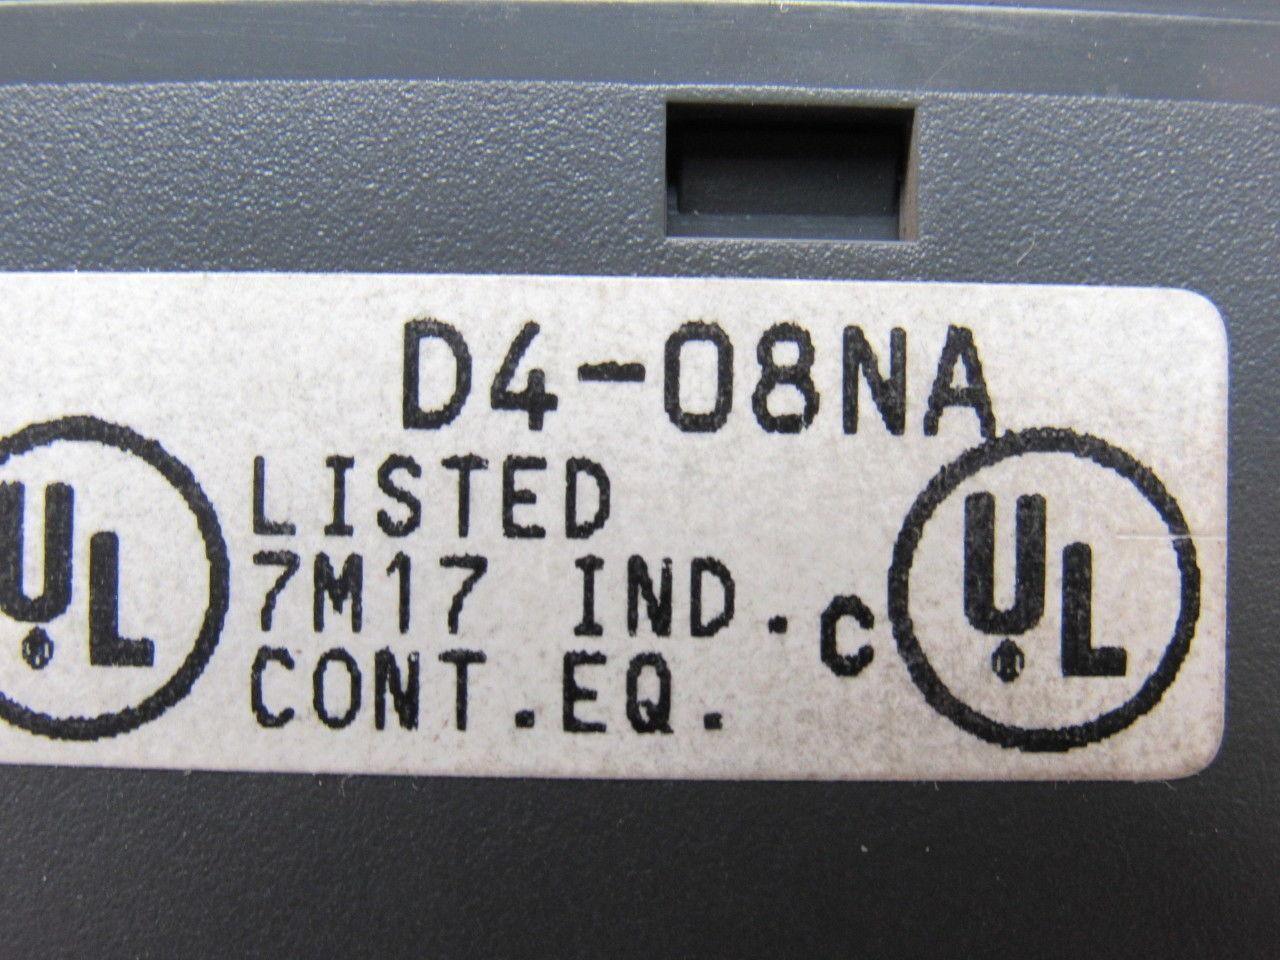 D4-08NA
LISTED
7M17 IND.
CONT.EQ.
UL ®
c UL ®